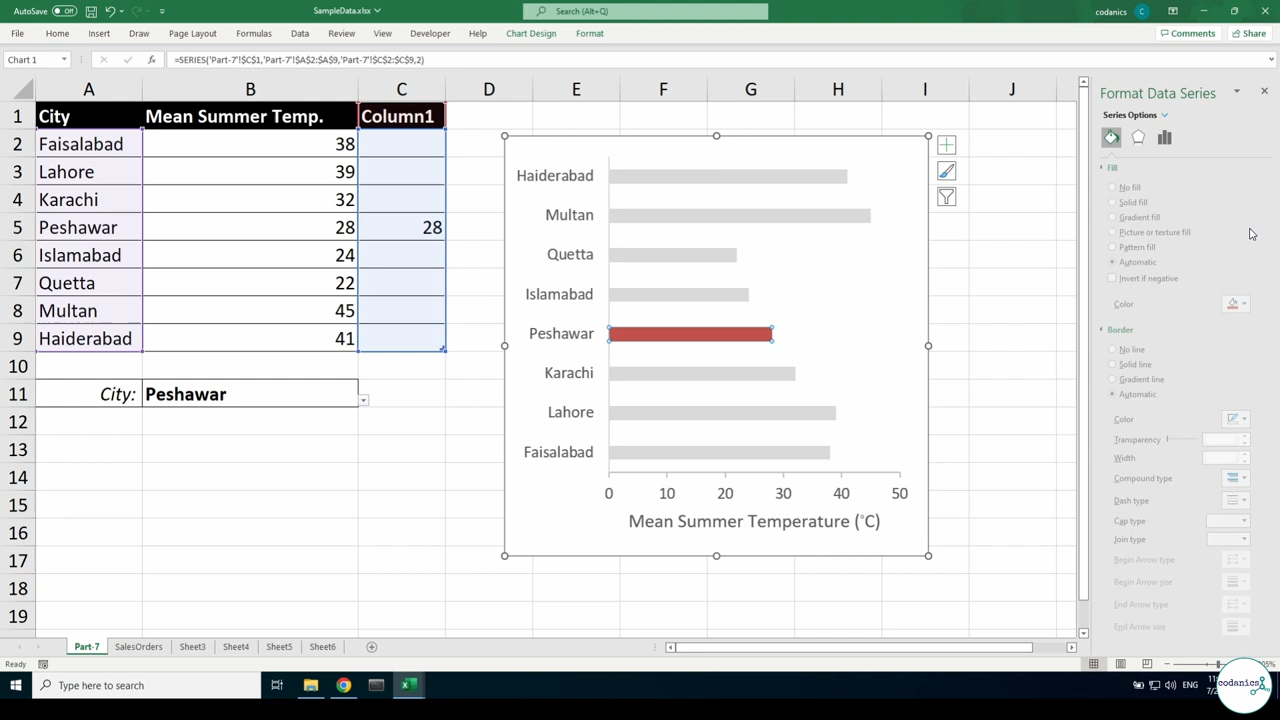 AutoSave Off SampleData.xlsx Search (Alt+Q) codanics C
File Home Insert Draw Page Layout Formulas Data Review View Developer Help Chart Design Format Comments Share
Chart 1 fx =SERIES('Part-7'!$C$1,'Part-7'!$A$2:$A$9,'Part-7'!$C$2:$C$9,2)
A B C D E F G H I J
1 City Mean Summer Temp. Column1
2 Faisalabad 38
3 Lahore 39
4 Karachi 32
5 Peshawar 28 28
6 Islamabad 24
7 Quetta 22
8 Multan 45
9 Haiderabad 41
10
11 City: Peshawar
12
13
14
15
16
17
18
19
Haiderabad
Multan
Quetta
Islamabad
Peshawar
Karachi
Lahore
Faisalabad
0 10 20 30 40 50
Mean Summer Temperature (˚C)
Format Data Series
Series Options
Fill
No fill
Solid fill
Gradient fill
Picture or texture fill
Pattern fill
Automatic
Invert if negative
Color
Border
No line
Solid line
Gradient line
Automatic
Color
Transparency
Width
Compound type
Dash type
Cap type
Join type
Begin Arrow type
Begin Arrow size
End Arrow type
End Arrow size
Part-7 SalesOrders Sheet3 Sheet4 Sheet5 Sheet6
Ready
Type here to search ENG
codanics